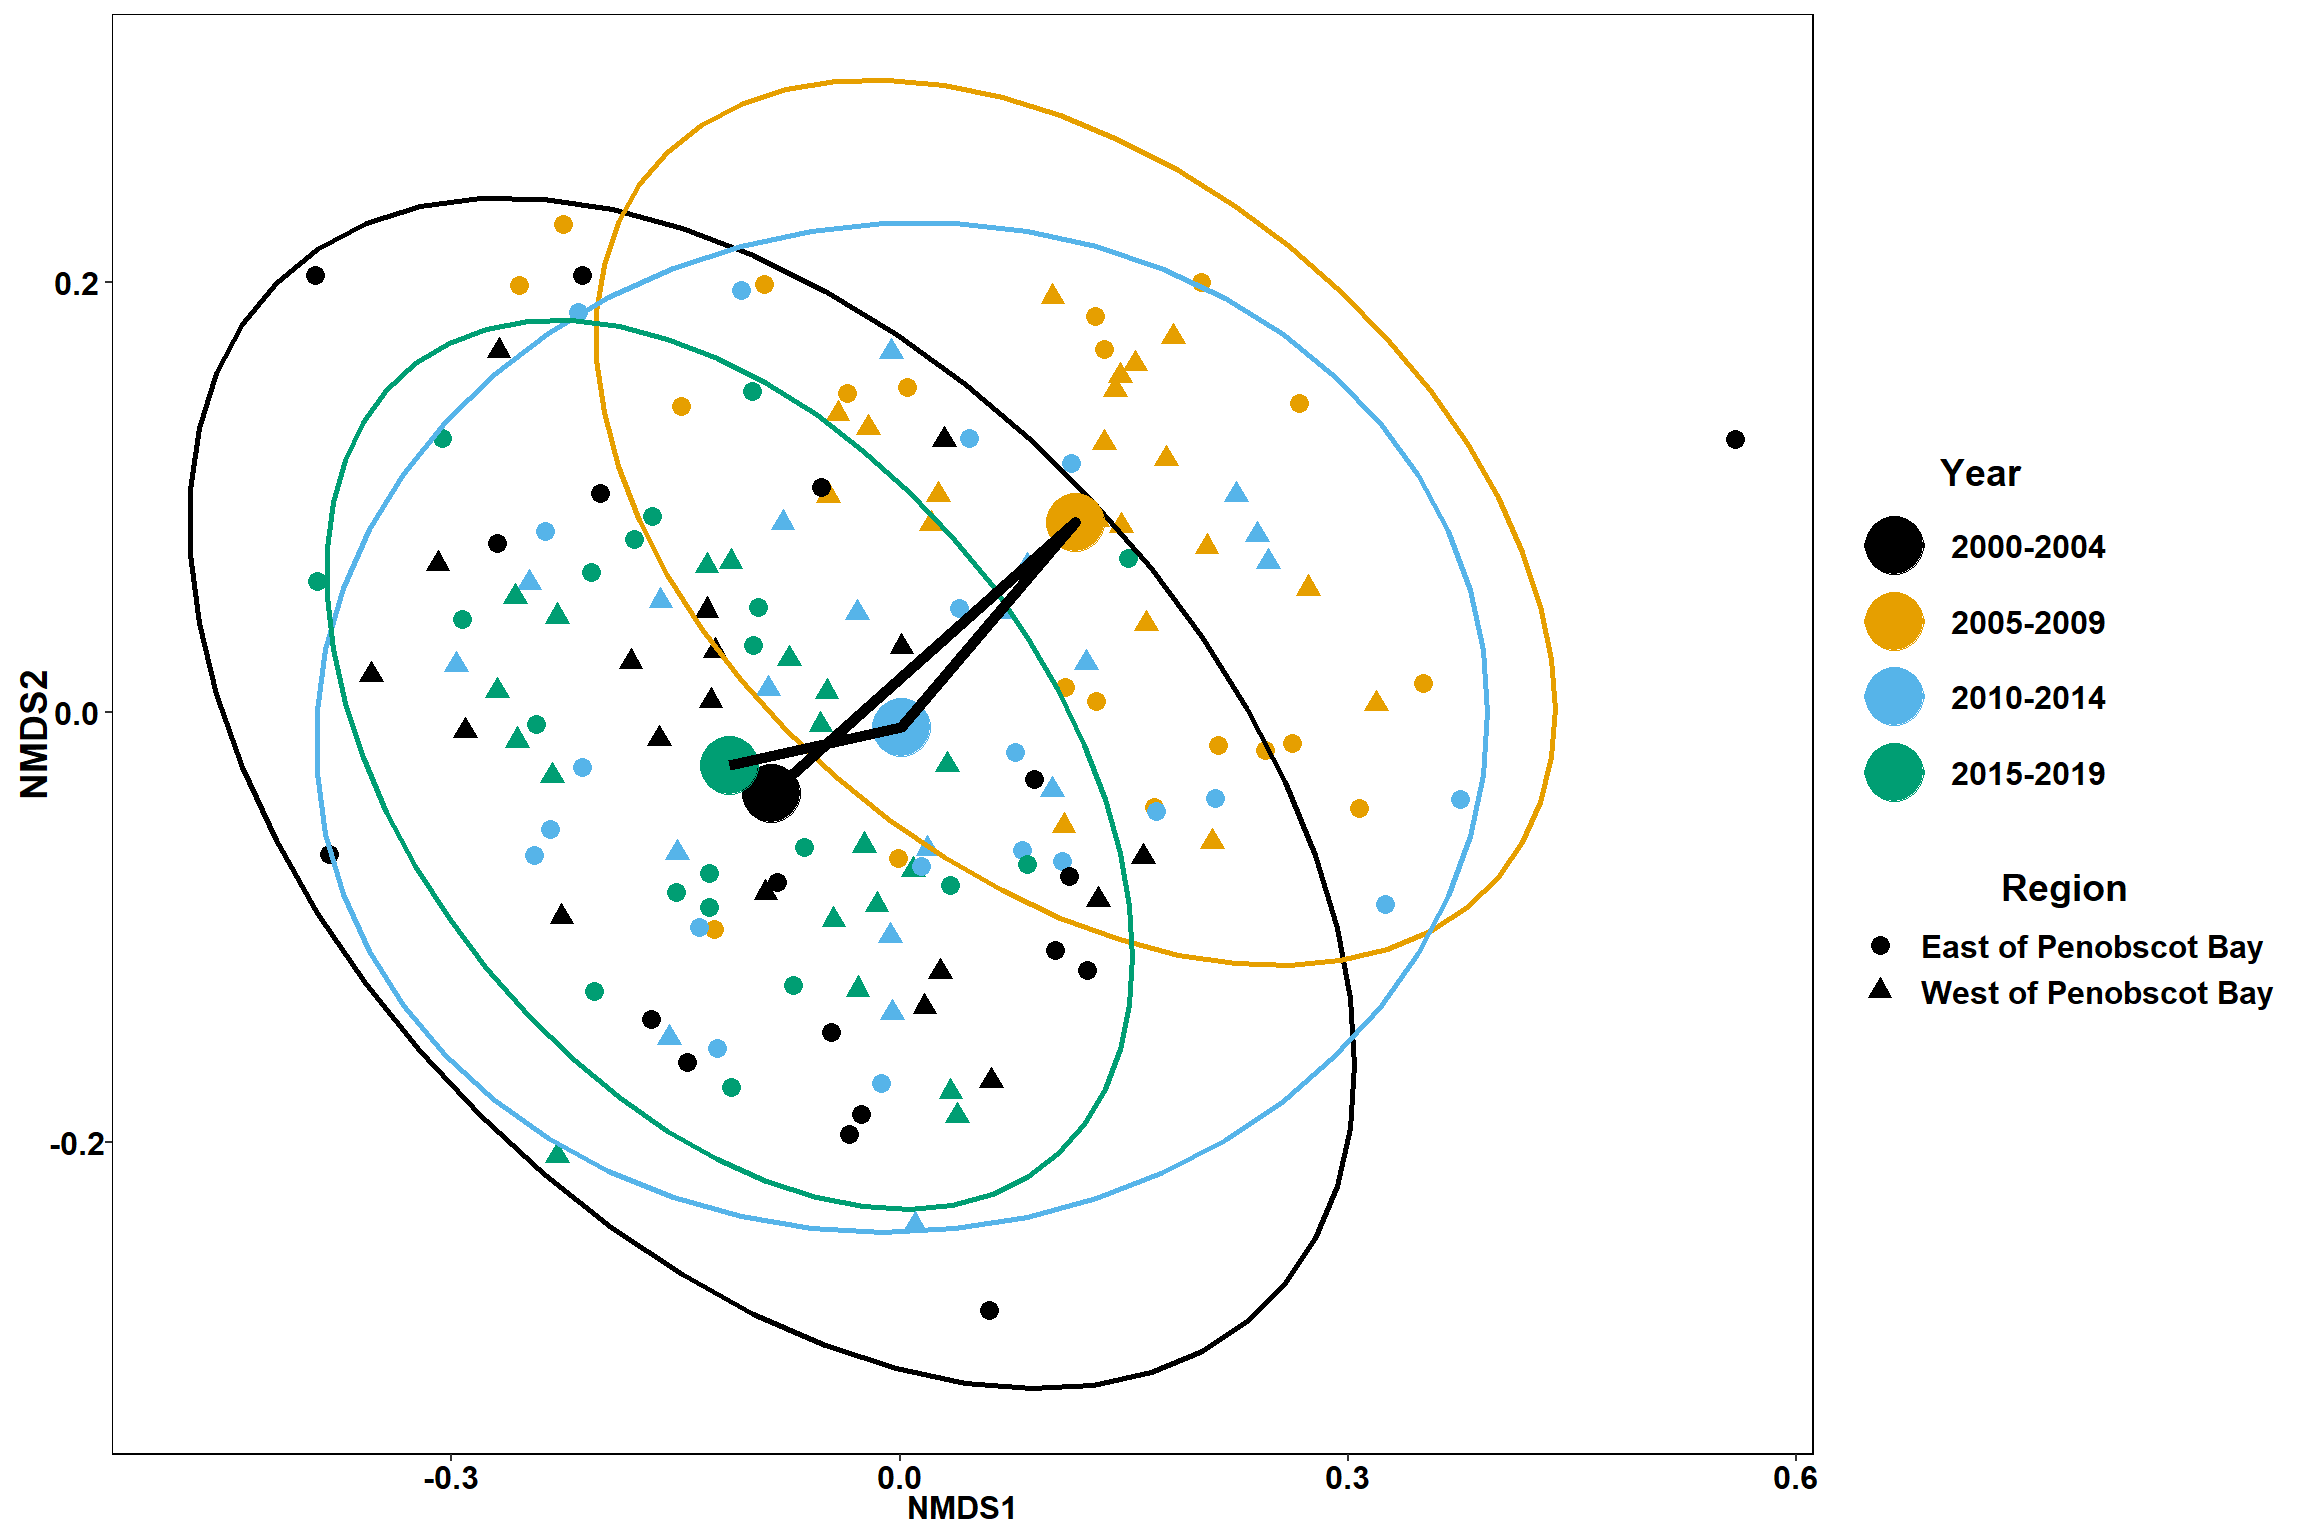 NMDS2
0.2
0.0
-0.2
-0.3
0.0
0.3
0.6
NMDS1
Year
2000-2004
2005-2009
2010-2014
2015-2019
Region
East of Penobscot Bay
West of Penobscot Bay